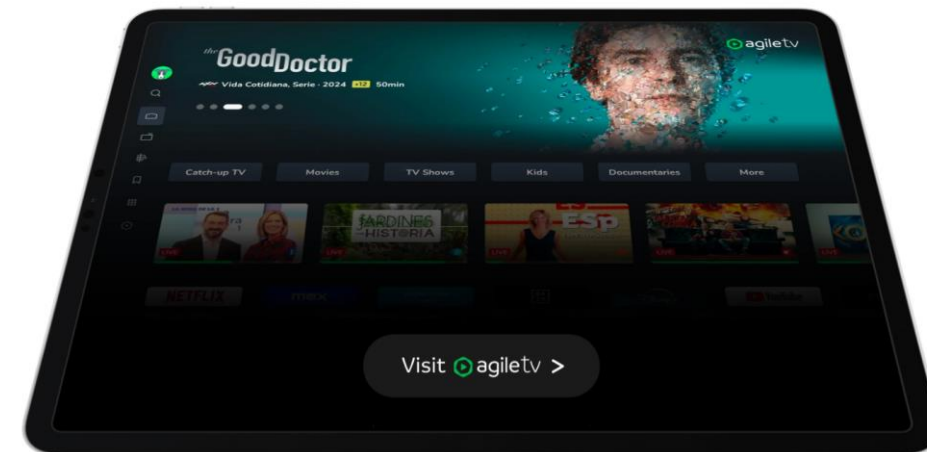 the GoodDoctor
agiletv
Vida Cotidiana, Serie · 2024 +12 50min
Catch-up TV Movies TV Shows Kids Documentaries More
JARDINES
HISTORIA
ESp
LIVE LIVE LIVE LIVE LIVE
NETFLIX max YouTube
Visit agiletv >